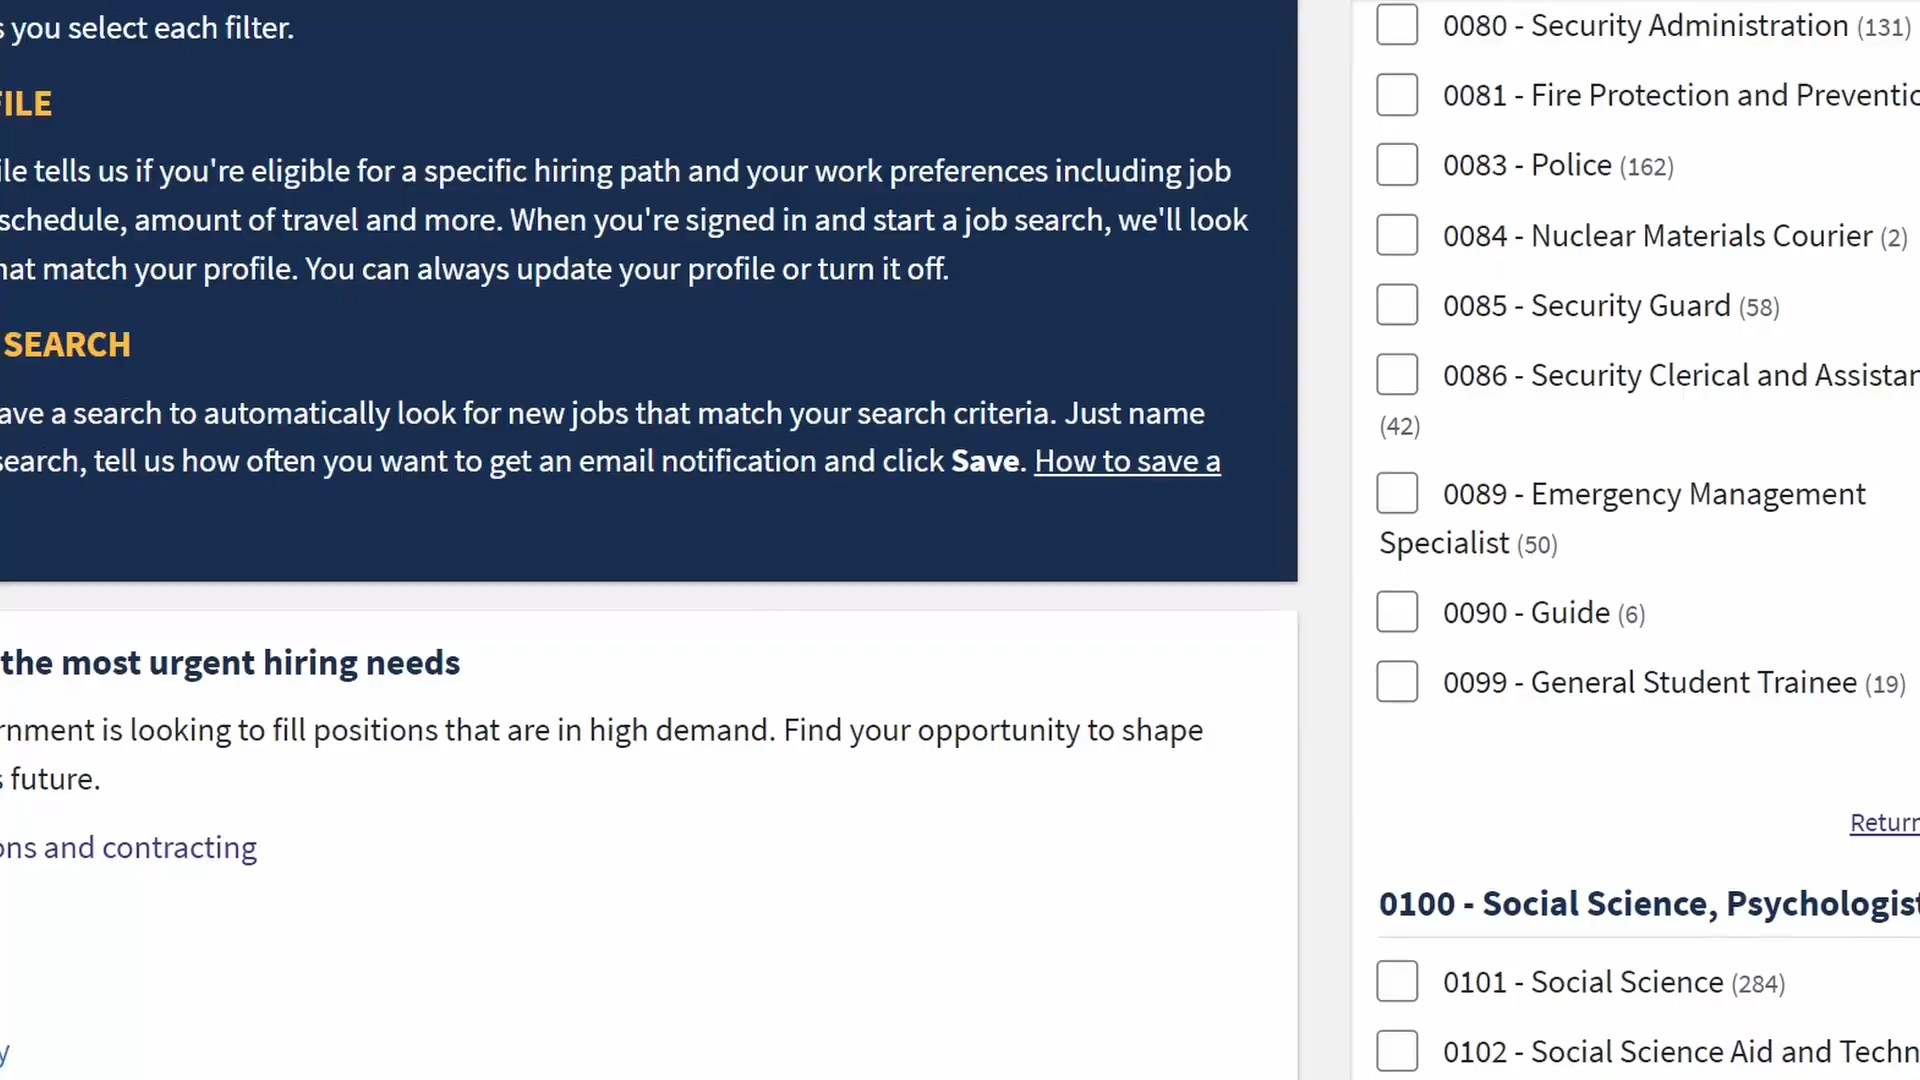 s you select each filter.
FILE
ile tells us if you're eligible for a specific hiring path and your work preferences including job
schedule, amount of travel and more. When you're signed in and start a job search, we'll look
hat match your profile. You can always update your profile or turn it off.
SEARCH
ave a search to automatically look for new jobs that match your search criteria. Just name
search, tell us how often you want to get an email notification and click Save. How to save a
the most urgent hiring needs
rnment is looking to fill positions that are in high demand. Find your opportunity to shape
s future.
ons and contracting
y
0080 - Security Administration (131)
0081 - Fire Protection and Preventio
0083 - Police (162)
0084 - Nuclear Materials Courier (2)
0085 - Security Guard (58)
0086 - Security Clerical and Assistan
(42)
0089 - Emergency Management
Specialist (50)
0090 - Guide (6)
0099 - General Student Trainee (19)
Return
0100 - Social Science, Psychologist
0101 - Social Science (284)
0102 - Social Science Aid and Techn